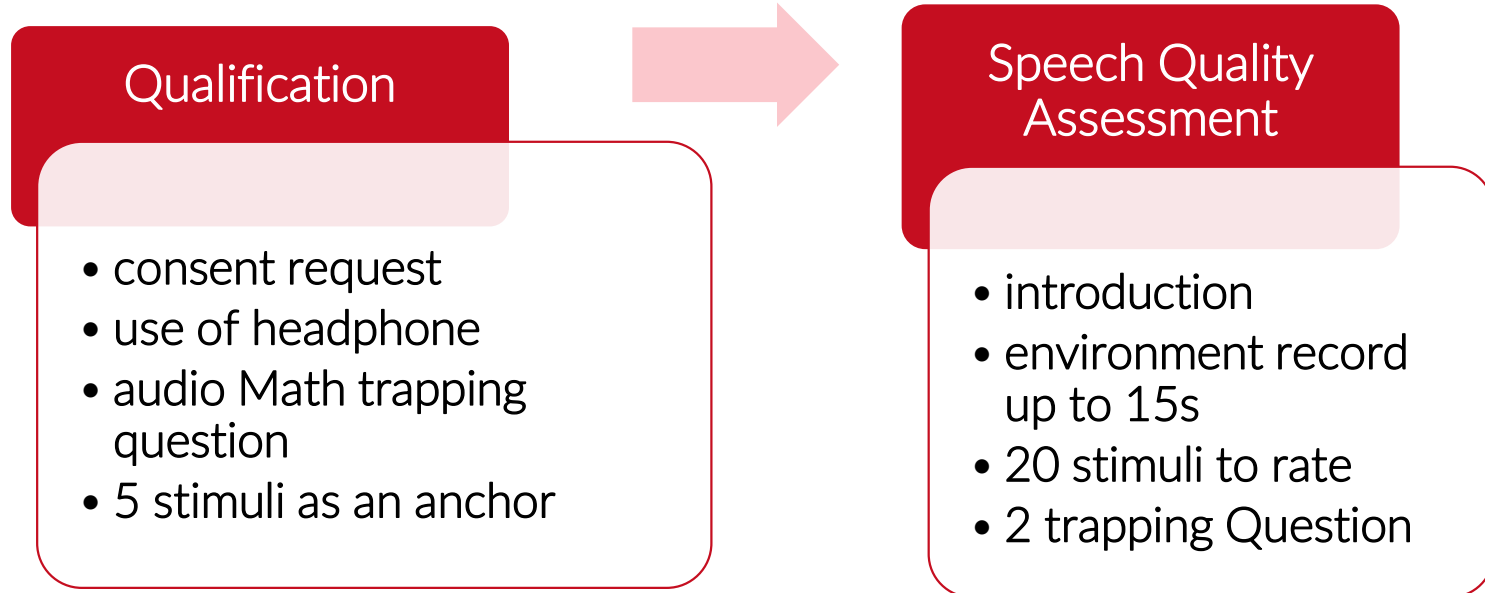 Qualification
• consent request
• use of headphone
• audio Math trapping
question
• 5 stimuli as an anchor
Speech Quality
Assessment
• introduction
• environment record
up to 15s
• 20 stimuli to rate
• 2 trapping Question